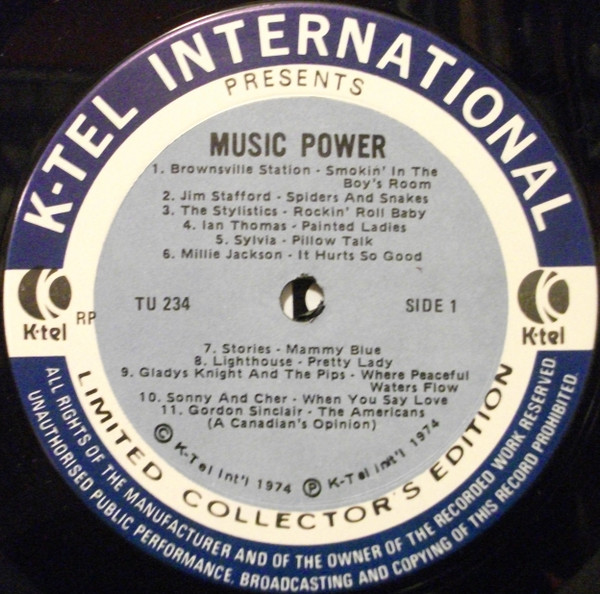 K-TEL INTERNATIONAL
PRESENTS
MUSIC POWER
1. Brownsville Station - Smokin' In The
Boy's Room
2. Jim Stafford - Spiders And Snakes
3. The Stylistics - Rockin' Roll Baby
4. Ian Thomas - Painted Ladies
5. Sylvia - Pillow Talk
6. Millie Jackson - It Hurts So Good
K-tel
RP
TU 234
SIDE 1
K-tel
7. Stories - Mammy Blue
8. Lighthouse - Pretty Lady
9. Gladys Knight And The Pips - Where Peaceful
Waters Flow
10. Sonny And Cher - When You Say Love
11. Gordon Sinclair - The Americans
(A Canadian's Opinion)
© K-Tel Int'l 1974 ℗ K-Tel Int'l 1974
LIMITED COLLECTOR'S EDITION
ALL RIGHTS OF THE MANUFACTURER AND OF THE OWNER OF THE RECORDED WORK RESERVED.
UNAUTHORISED PUBLIC PERFORMANCE, BROADCASTING AND COPYING OF THIS RECORD PROHIBITED.